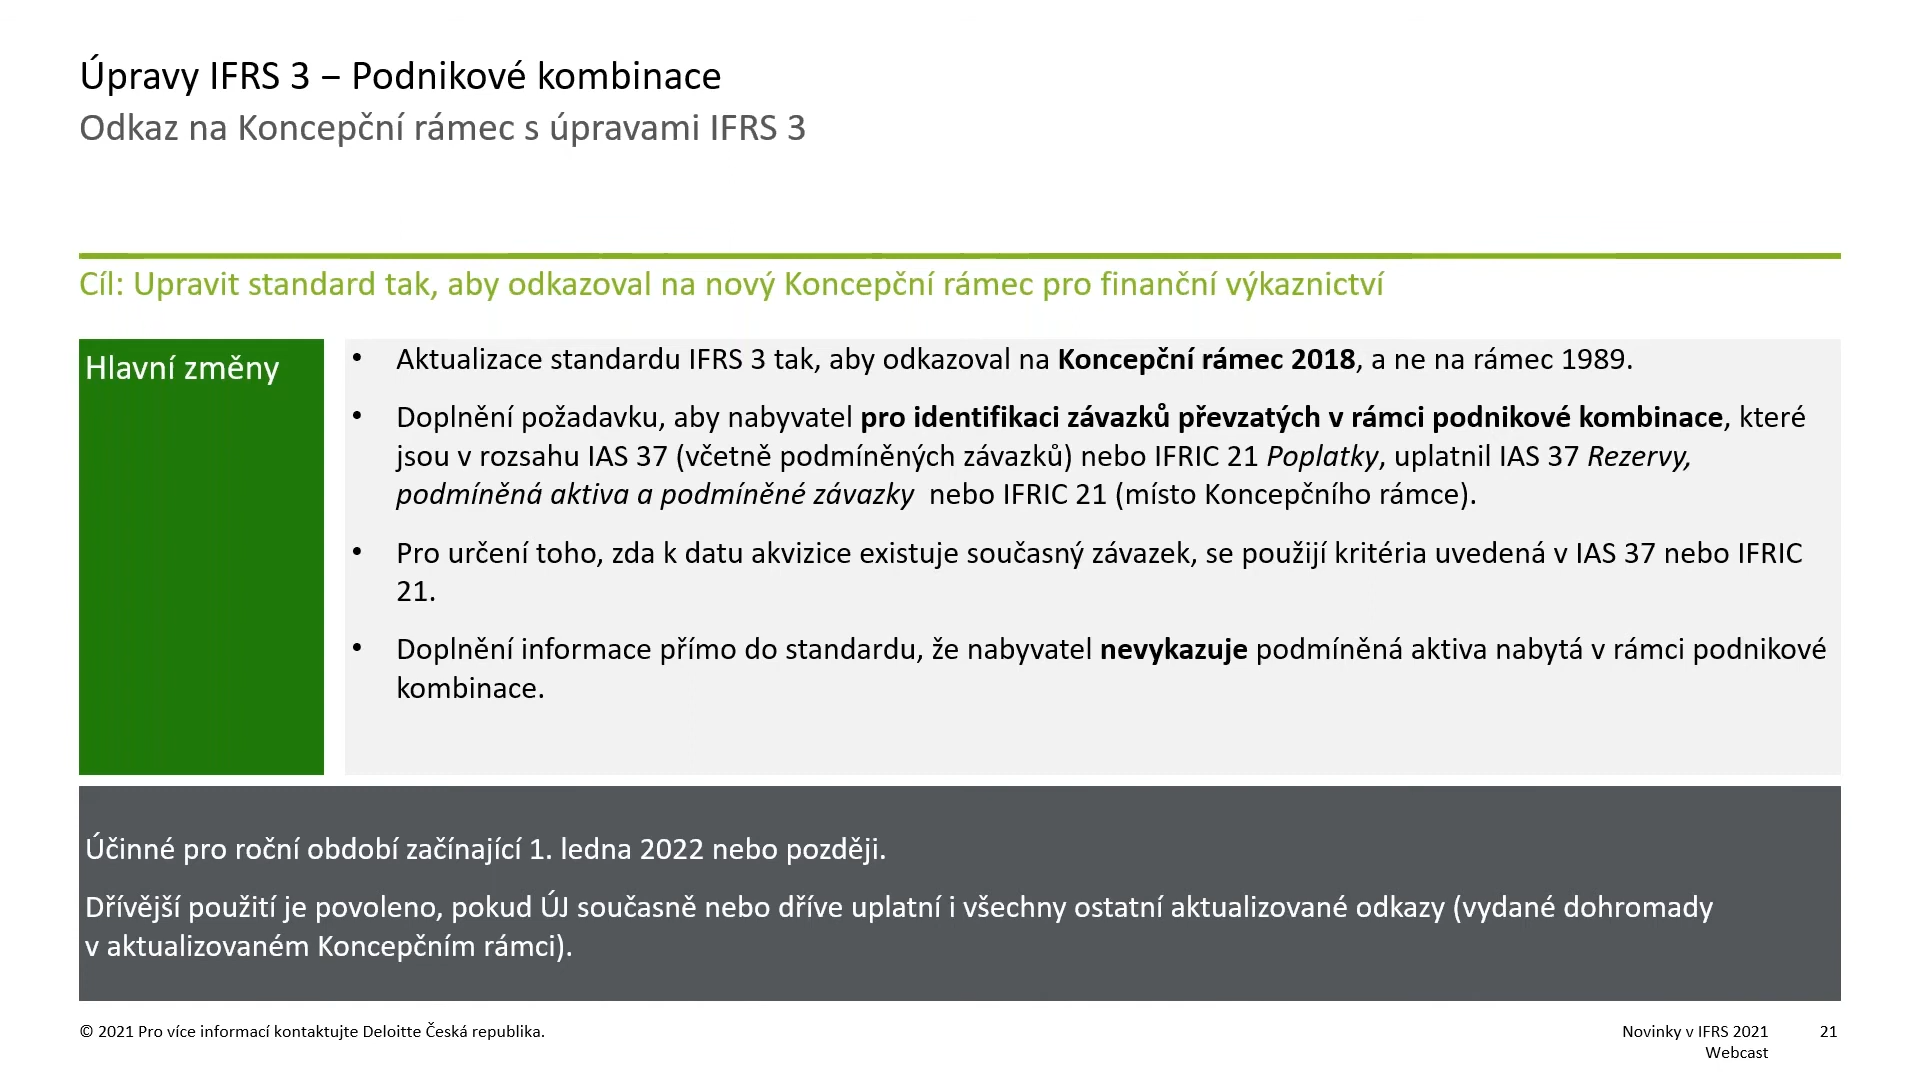 Úpravy IFRS 3 – Podnikové kombinace
Odkaz na Koncepční rámec s úpravami IFRS 3
Cíl: Upravit standard tak, aby odkazoval na nový Koncepční rámec pro finanční výkaznictví
Hlavní změny
• Aktualizace standardu IFRS 3 tak, aby odkazoval na Koncepční rámec 2018, a ne na rámec 1989.
• Doplnění požadavku, aby nabyvatel pro identifikaci závazků převzatých v rámci podnikové kombinace, které
jsou v rozsahu IAS 37 (včetně podmíněných závazků) nebo IFRIC 21 Poplatky, uplatnil IAS 37 Rezervy,
podmíněná aktiva a podmíněné závazky nebo IFRIC 21 (místo Koncepčního rámce).
• Pro určení toho, zda k datu akvizice existuje současný závazek, se použijí kritéria uvedená v IAS 37 nebo IFRIC
21.
• Doplnění informace přímo do standardu, že nabyvatel nevykazuje podmíněná aktiva nabytá v rámci podnikové
kombinace.
Účinné pro roční období začínající 1. ledna 2022 nebo později.
Dřívější použití je povoleno, pokud ÚJ současně nebo dříve uplatní i všechny ostatní aktualizované odkazy (vydané dohromady
v aktualizovaném Koncepčním rámci).
© 2021 Pro více informací kontaktujte Deloitte Česká republika.
Novinky v IFRS 2021
Webcast
21